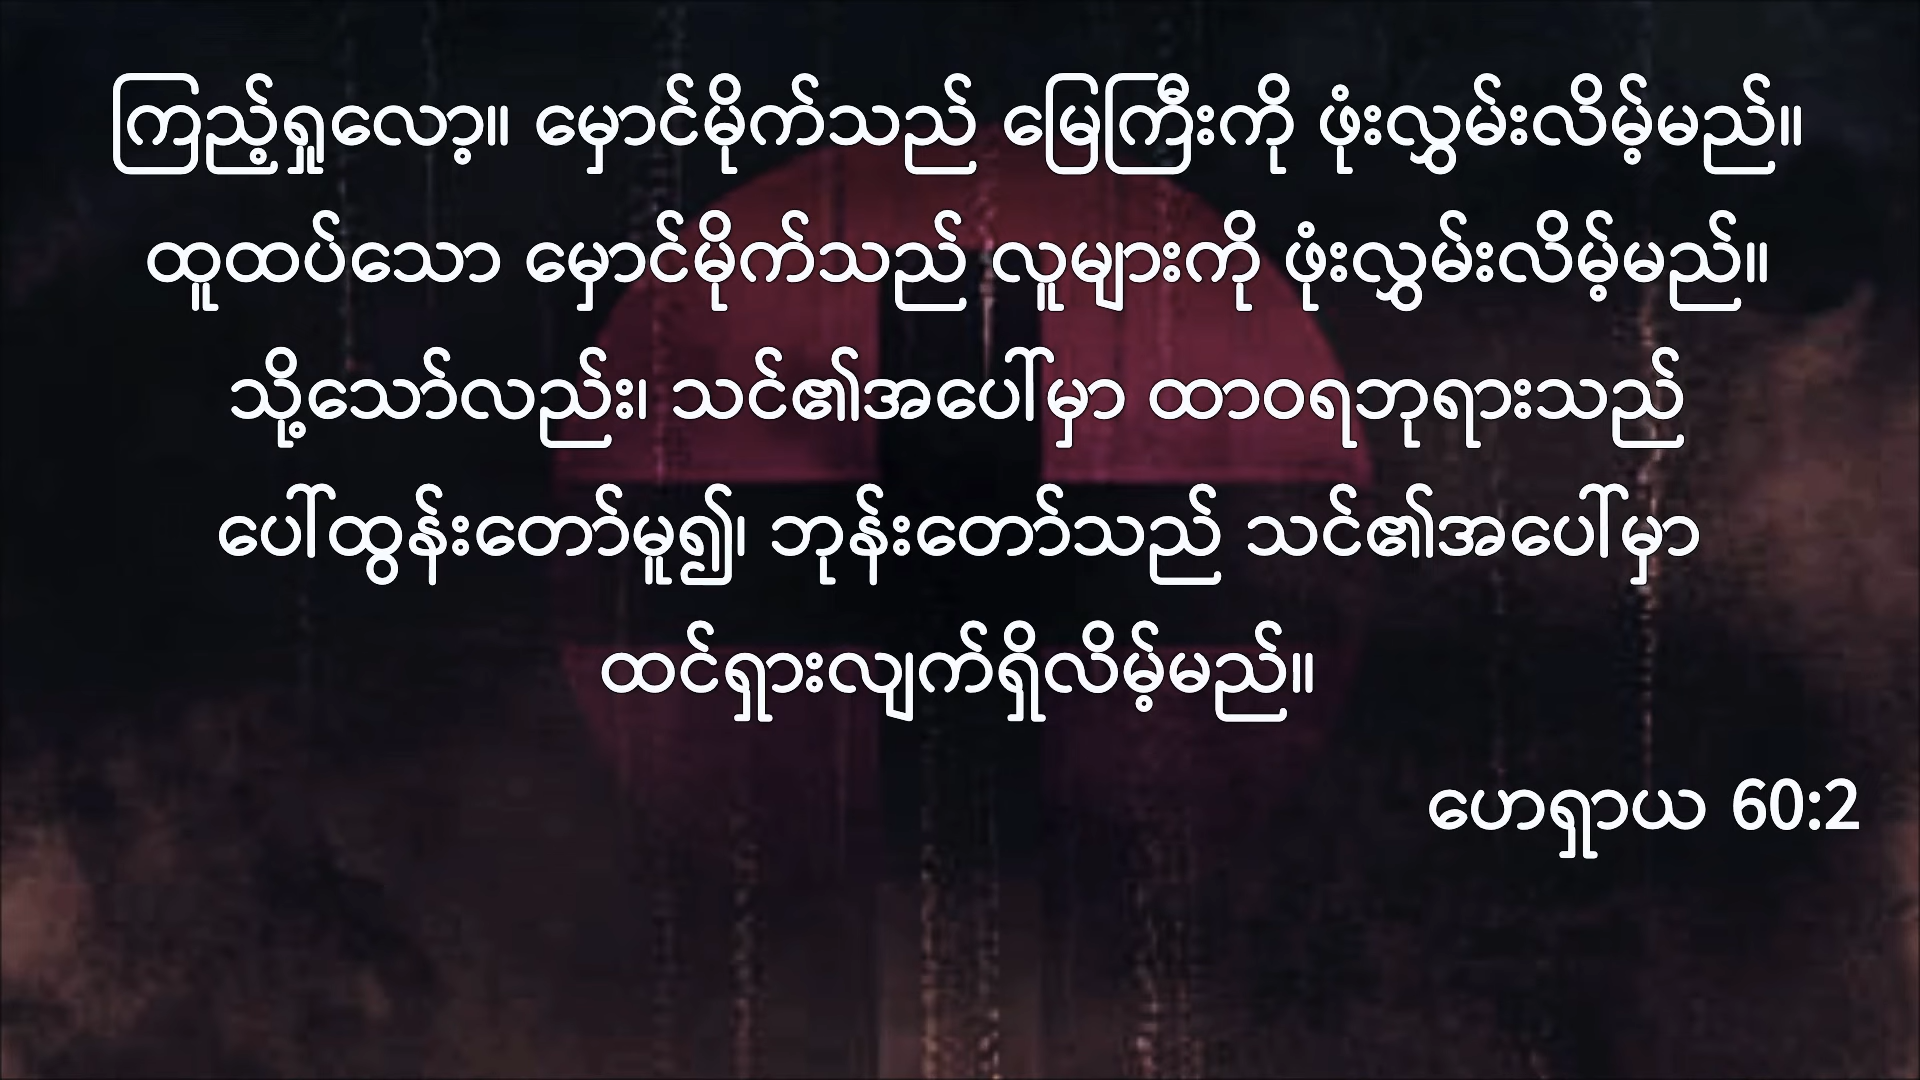 ကြည့်ရှုလော့။ မှောင်မိုက်သည် မြေကြီးကို ဖုံးလွှမ်းလိမ့်မည်။
ထူထပ်သော မှောင်မိုက်သည် လူများကို ဖုံးလွှမ်းလိမ့်မည်။
သို့သော်လည်း၊ သင်၏အပေါ်မှာ ထာဝရဘုရားသည်
ပေါ်ထွန်းတော်မူ၍၊ ဘုန်းတော်သည် သင်၏အပေါ်မှာ
ထင်ရှားလျက်ရှိလိမ့်မည်။
ဟေရှာယ 60:2